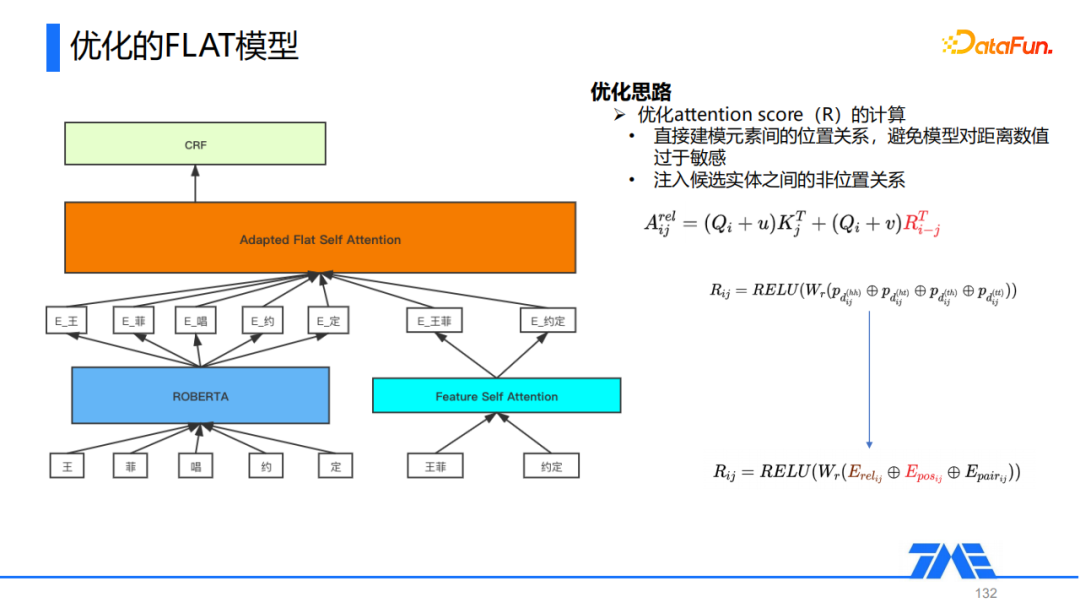 优化的FLAT模型
DataFun.
优化思路
➢ 优化attention score（R）的计算
• 直接建模元素间的位置关系，避免模型对距离数值
过于敏感
• 注入候选实体之间的非位置关系
A_{ij}^{rel} = (Q_i + u)K_j^T + (Q_i + v)R_{i-j}^T
R_{ij} = RELU(W_r(p_{d_{ij}^{(hh)}} ⊕ p_{d_{ij}^{(ht)}} ⊕ p_{d_{ij}^{(th)}} ⊕ p_{d_{ij}^{(tt)}}))
R_{ij} = RELU(W_r(E_{rel_{ij}} ⊕ E_{pos_{ij}} ⊕ E_{pair_{ij}}))
CRF
Adapted Flat Self Attention
E_王 E_菲 E_唱 E_约 E_定 E_王菲 E_约定
ROBERTA Feature Self Attention
王 菲 唱 约 定 王菲 约定
TME
132